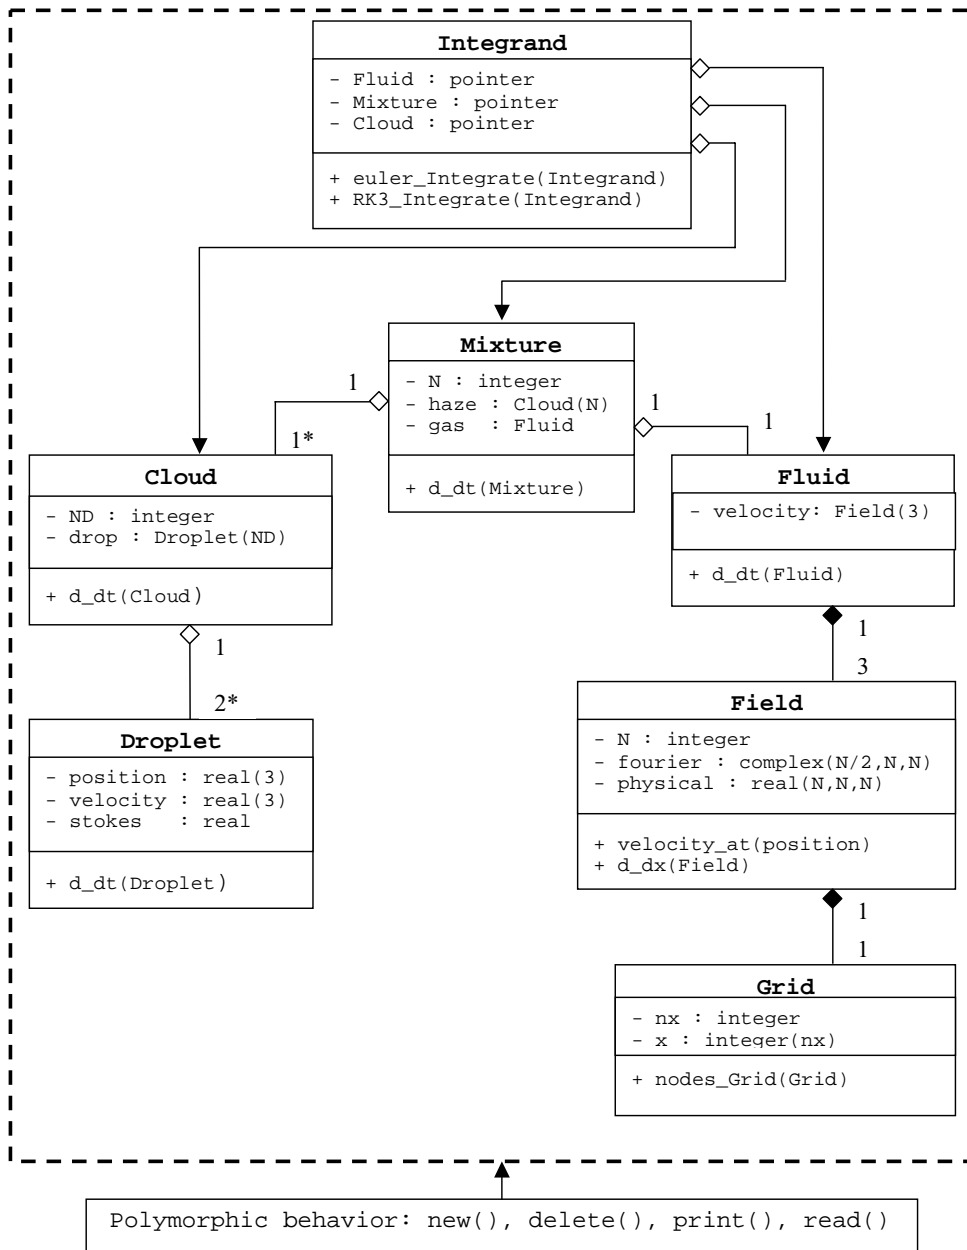 Integrand
- Fluid : pointer
- Mixture : pointer
- Cloud : pointer
+ euler_Integrate(Integrand)
+ RK3_Integrate(Integrand)
Mixture
- N : integer
- haze : Cloud(N)
- gas  : Fluid
+ d_dt(Mixture)
1
1*
1
1
Cloud
- ND : integer
- drop : Droplet(ND)
+ d_dt(Cloud)
Fluid
- velocity: Field(3)
+ d_dt(Fluid)
1
2*
1
3
Droplet
- position : real(3)
- velocity : real(3)
- stokes   : real
+ d_dt(Droplet)
Field
- N : integer
- fourier : complex(N/2,N,N)
- physical : real(N,N,N)
+ velocity_at(position)
+ d_dx(Field)
1
1
Grid
- nx : integer
- x : integer(nx)
+ nodes_Grid(Grid)
Polymorphic behavior: new(), delete(), print(), read()